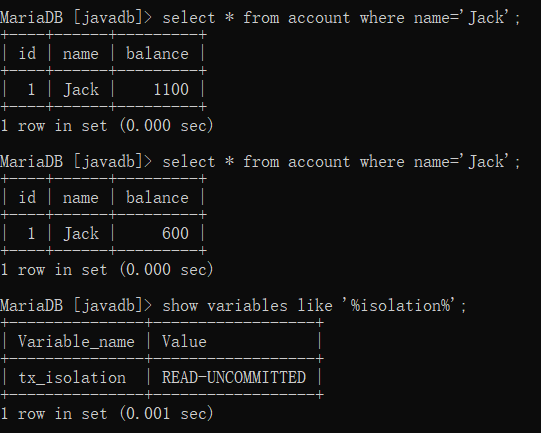 MariaDB [javadb]> select * from account where name='Jack';
+----+------+---------+
| id | name | balance |
+----+------+---------+
|  1 | Jack |    1100 |
+----+------+---------+
1 row in set (0.000 sec)
MariaDB [javadb]> select * from account where name='Jack';
+----+------+---------+
| id | name | balance |
+----+------+---------+
|  1 | Jack |     600 |
+----+------+---------+
1 row in set (0.000 sec)
MariaDB [javadb]> show variables like '%isolation%';
+---------------+------------------+
| Variable_name | Value            |
+---------------+------------------+
| tx_isolation  | READ-UNCOMMITTED |
+---------------+------------------+
1 row in set (0.001 sec)